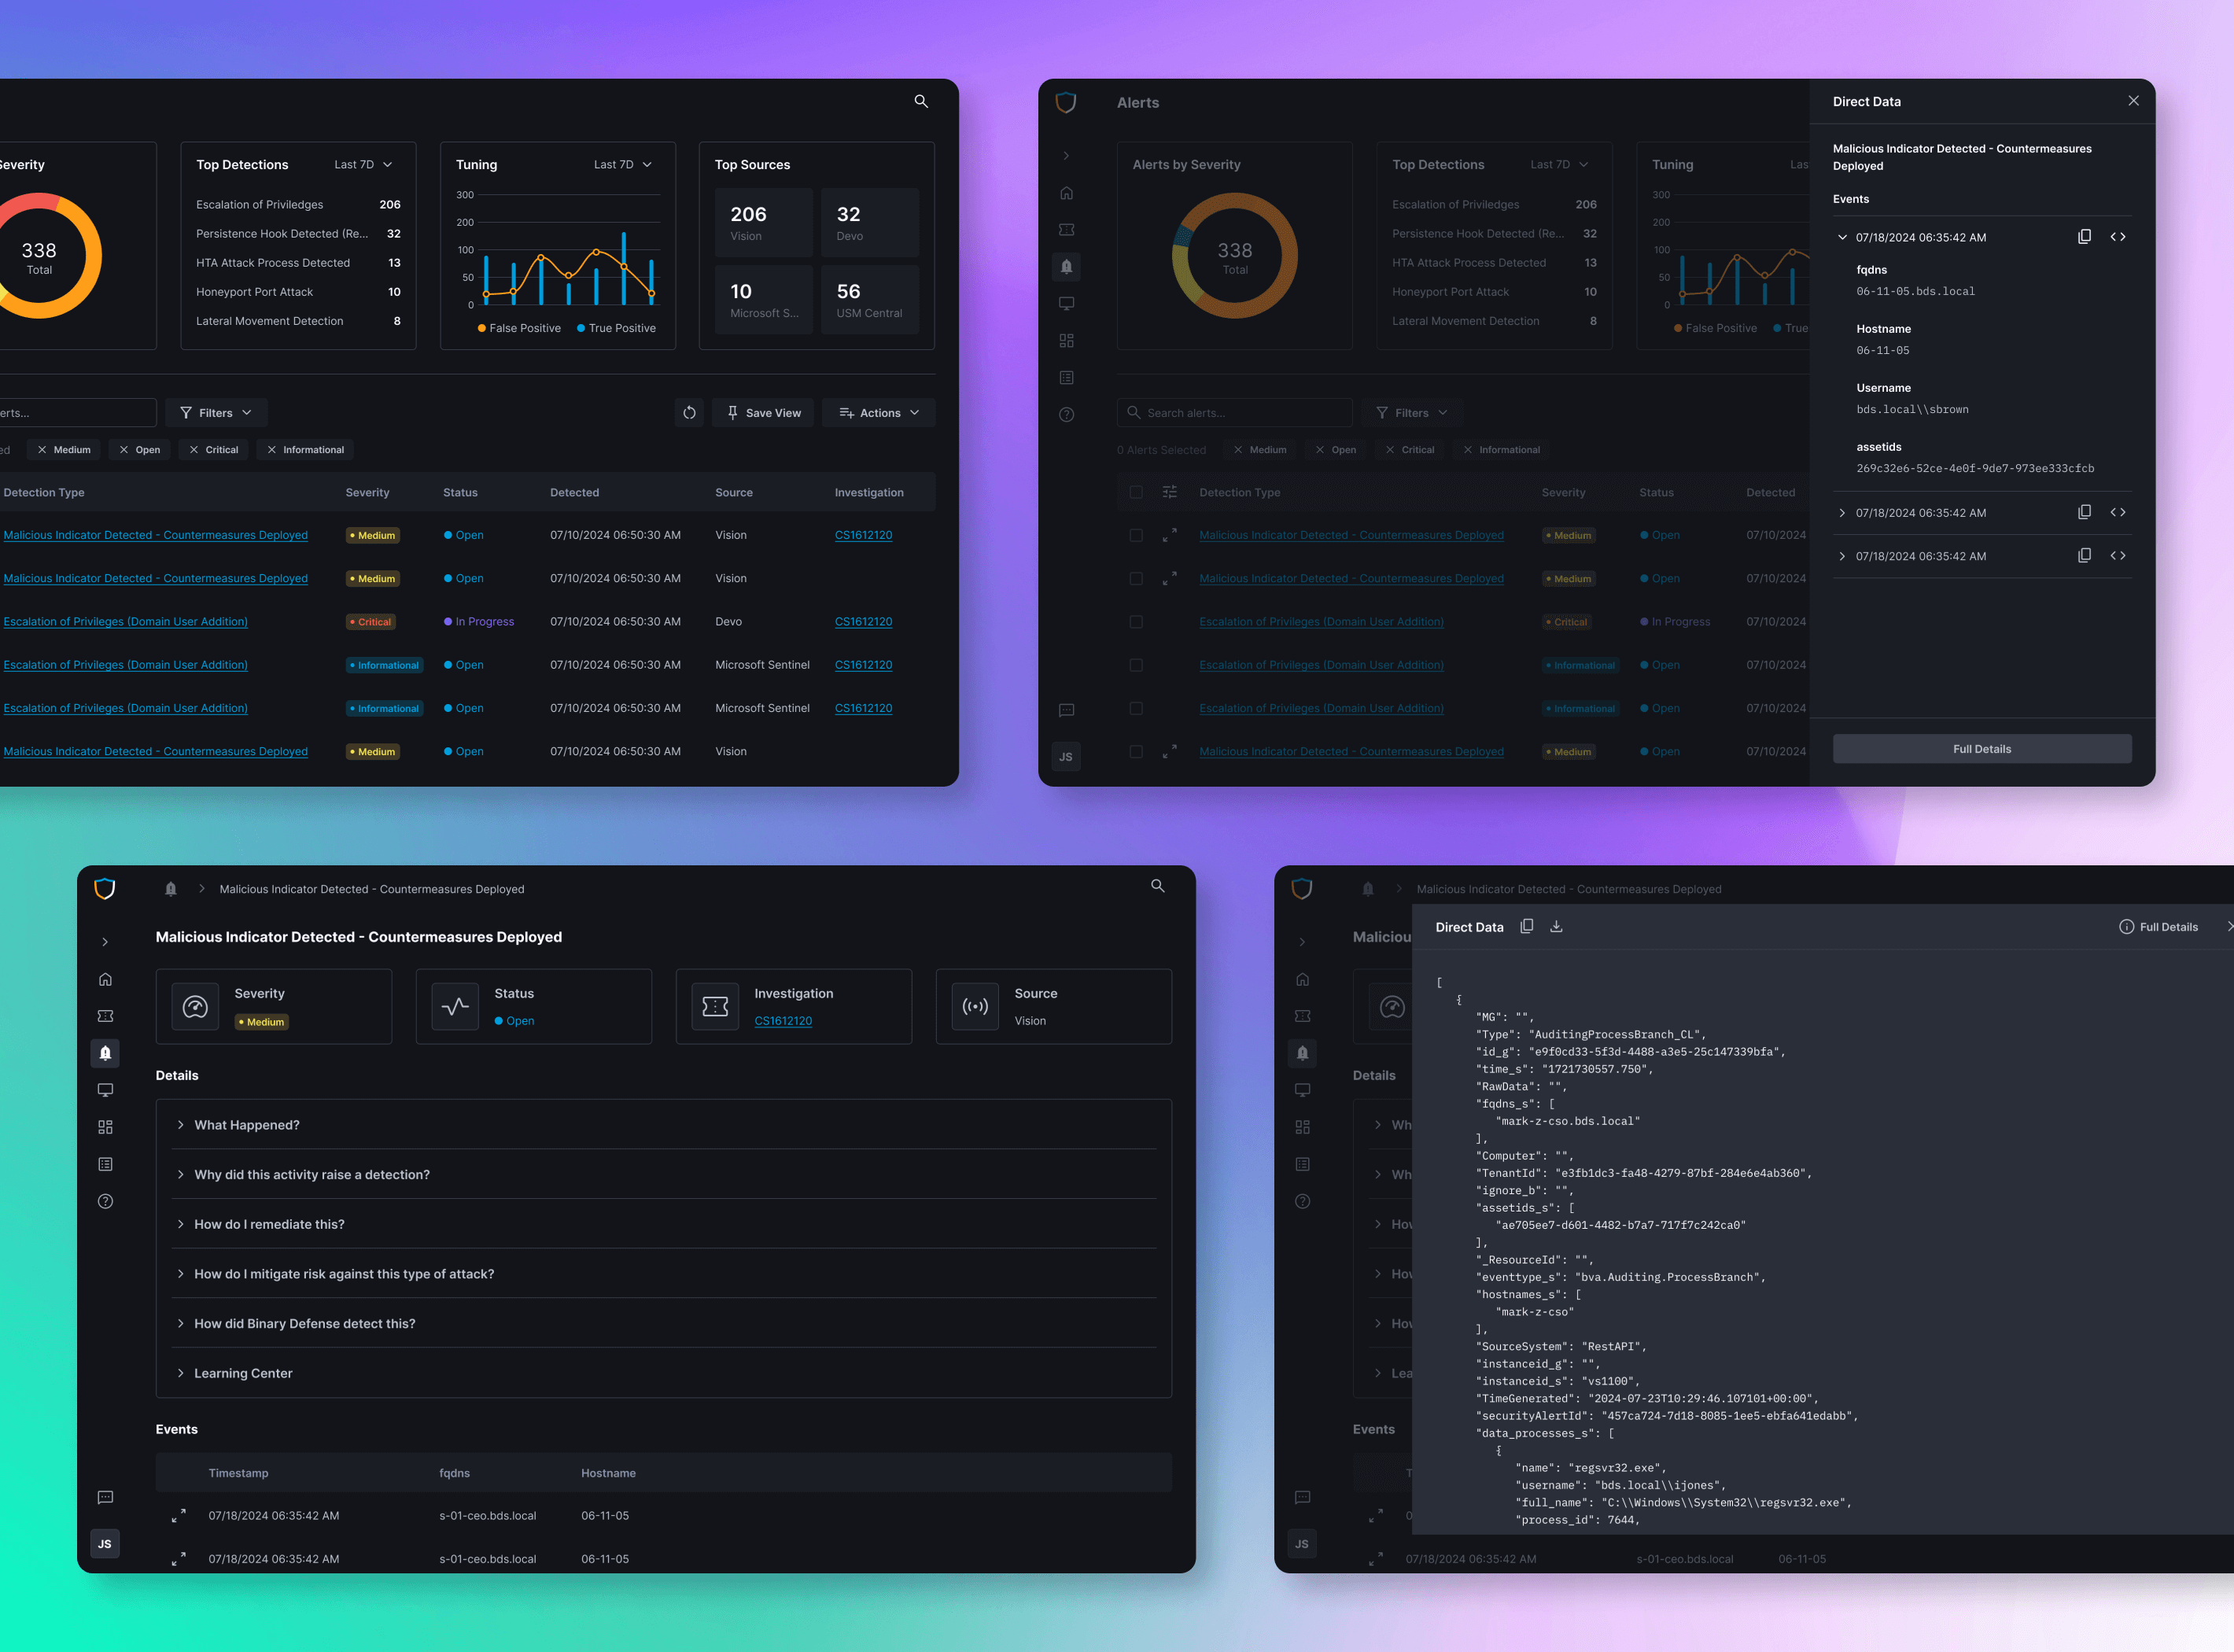 Severity
338
Total
Top Detections
Last 7D
Escalation of Priviledges 206
Persistence Hook Detected (Re... 32
HTA Attack Process Detected 13
Honeyport Port Attack 10
Lateral Movement Detection 8
Tuning
Last 7D
300
200
100
50
0
False Positive
True Positive
Top Sources
206
Vision
32
Devo
10
Microsoft S...
56
USM Central
erts...
Filters
Save View
Actions
ed
Medium
Open
Critical
Informational
Detection Type Severity Status Detected Source Investigation
Malicious Indicator Detected - Countermeasures Deployed Medium Open 07/10/2024 06:50:30 AM Vision CS1612120
Malicious Indicator Detected - Countermeasures Deployed Medium Open 07/10/2024 06:50:30 AM Vision
Escalation of Privileges (Domain User Addition) Critical In Progress 07/10/2024 06:50:30 AM Devo CS1612120
Escalation of Privileges (Domain User Addition) Informational Open 07/10/2024 06:50:30 AM Microsoft Sentinel CS1612120
Escalation of Privileges (Domain User Addition) Informational Open 07/10/2024 06:50:30 AM Microsoft Sentinel CS1612120
Malicious Indicator Detected - Countermeasures Deployed Medium Open 07/10/2024 06:50:30 AM Vision
Alerts
Alerts by Severity
338
Total
Top Detections
Last 7D
Escalation of Priviledges 206
Persistence Hook Detected (Re... 32
HTA Attack Process Detected 13
Honeyport Port Attack 10
Lateral Movement Detection 8
Tuning
Las
300
200
100
50
0
False Positive
True
Search alerts...
Filters
0 Alerts Selected
Medium
Open
Critical
Informational
Detection Type Severity Status Detected
Malicious Indicator Detected - Countermeasures Deployed Medium Open 07/10/2024
Malicious Indicator Detected - Countermeasures Deployed Medium Open 07/10/2024
Escalation of Privileges (Domain User Addition) Critical In Progress 07/10/2024
Escalation of Privileges (Domain User Addition) Informational Open 07/10/2024
Escalation of Privileges (Domain User Addition) Informational Open 07/10/2024
Malicious Indicator Detected - Countermeasures Deployed Medium Open 07/10/2024
JS
Direct Data
Malicious Indicator Detected - Countermeasures
Deployed
Events
07/18/2024 06:35:42 AM
fqdns
06-11-05.bds.local
Hostname
06-11-05
Username
bds.local\\sbrown
assetids
269c32e6-52ce-4e0f-9de7-973ee333cfcb
07/18/2024 06:35:42 AM
07/18/2024 06:35:42 AM
Full Details
Malicious Indicator Detected - Countermeasures Deployed
Malicious Indicator Detected - Countermeasures Deployed
Severity
Medium
Status
Open
Investigation
CS1612120
Source
Vision
Details
What Happened?
Why did this activity raise a detection?
How do I remediate this?
How do I mitigate risk against this type of attack?
How did Binary Defense detect this?
Learning Center
Events
Timestamp fqdns Hostname
07/18/2024 06:35:42 AM s-01-ceo.bds.local 06-11-05
07/18/2024 06:35:42 AM s-01-ceo.bds.local 06-11-05
JS
Malicious Indicator Detected - Countermeasures Deployed
Maliciou
Details
Wh
Wh
How
How
How
Lea
Events
T
0
07/18/2024 06:35:42 AM s-01-ceo.bds.local 06-11-05
JS
Direct Data
Full Details
[
{
"MG": "",
"Type": "AuditingProcessBranch_CL",
"id_g": "e9f0cd33-5f3d-4488-a3e5-25c147339bfa",
"time_s": "1721730557.750",
"RawData": "",
"fqdns_s": [
"mark-z-cso.bds.local"
],
"Computer": "",
"TenantId": "e3fb1dc3-fa48-4279-87bf-284e6e4ab360",
"ignore_b": "",
"assetids_s": [
"ae705ee7-d601-4482-b7a7-717f7c242ca0"
],
"_ResourceId": "",
"eventtype_s": "bva.Auditing.ProcessBranch",
"hostnames_s": [
"mark-z-cso"
],
"SourceSystem": "RestAPI",
"instanceid_g": "",
"instanceid_s": "vs1100",
"TimeGenerated": "2024-07-23T10:29:46.107101+00:00",
"securityAlertId": "457ca724-7d18-8085-1ee5-ebfa641edabb",
"data_processes_s": [
{
"name": "regsvr32.exe",
"username": "bds.local\\ijones",
"full_name": "C:\\Windows\\System32\\regsvr32.exe",
"process_id": 7644,